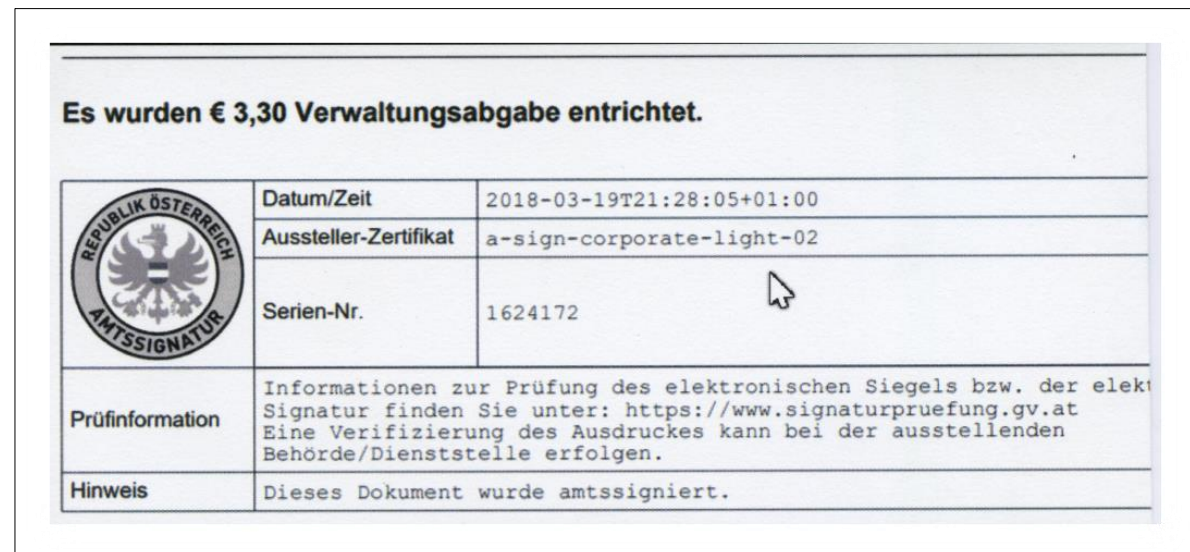 Es wurden € 3,30 Verwaltungsabgabe entrichtet.
REPUBLIK ÖSTERREICH
AMTSSIGNATUR
Datum/Zeit 2018-03-19T21:28:05+01:00
Aussteller-Zertifikat a-sign-corporate-light-02
Serien-Nr. 1624172
Prüfinformation
Informationen zur Prüfung des elektronischen Siegels bzw. der elekt
Signatur finden Sie unter: https://www.signaturpruefung.gv.at
Eine Verifizierung des Ausdruckes kann bei der ausstellenden
Behörde/Dienststelle erfolgen.
Hinweis Dieses Dokument wurde amtssigniert.